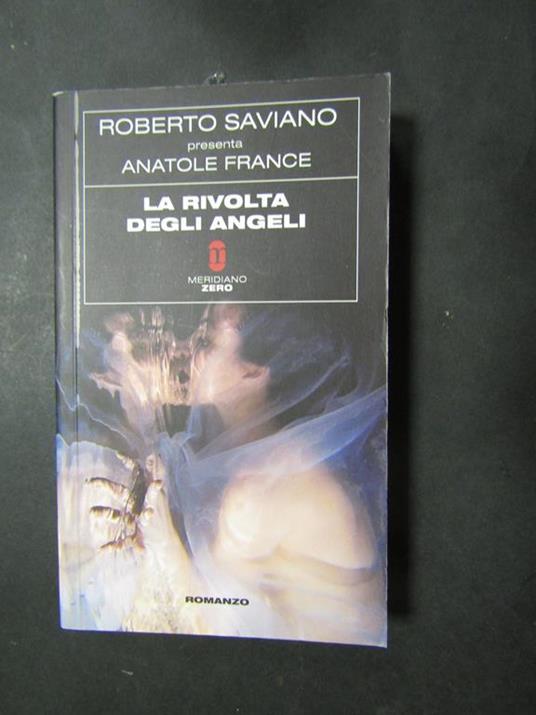 ROBERTO SAVIANO
presenta
ANATOLE FRANCE
LA RIVOLTA
DEGLI ANGELI
MERIDIANO
ZERO
ROMANZO